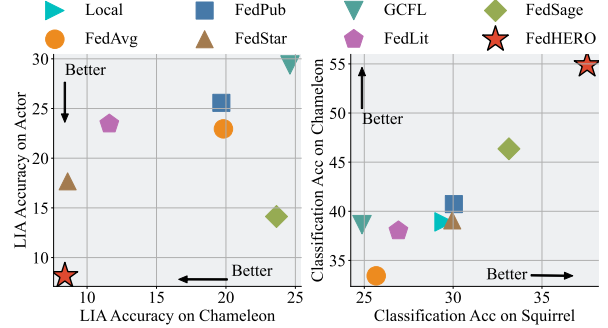 Local FedPub GCFL FedSage
FedAvg FedStar FedLit FedHERO
30
25
20
15
10
LIA Accuracy on Actor
Better
Better
10 15 20 25
LIA Accuracy on Chameleon
55
50
45
40
35
Classification Acc on Chameleon
Better
Better
25 30 35
Classification Acc on Squirrel